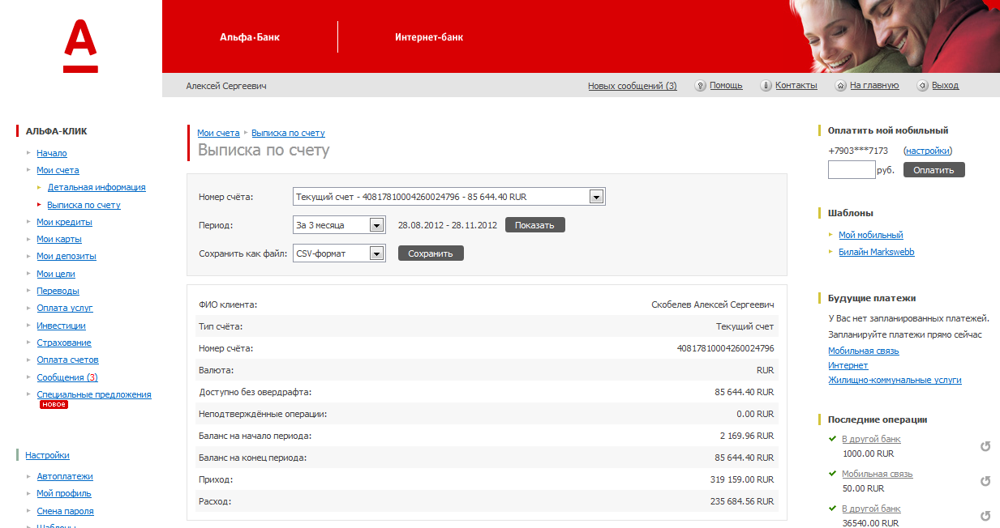 А
Альфа·Банк
Интернет-банк
Алексей Сергеевич
Новых сообщений (3)
Помощь
Контакты
На главную
Выход
АЛЬФА-КЛИК
Начало
Мои счета
Детальная информация
Выписка по счету
Мои кредиты
Мои карты
Мои депозиты
Мои цели
Переводы
Оплата услуг
Инвестиции
Страхование
Оплата счетов
Сообщения (3)
Специальные предложения
НОВОЕ
Настройки
Автоплатежи
Мой профиль
Смена пароля
Шаблоны
Мои счета
Выписка по счету
Выписка по счету
Номер счёта: Текущий счет - 40817810004260024796 - 85 644.40 RUR
Период: За 3 месяца 28.08.2012 - 28.11.2012 Показать
Сохранить как файл: CSV-формат Сохранить
ФИО клиента: Скобелев Алексей Сергеевич
Тип счёта: Текущий счет
Номер счёта: 40817810004260024796
Валюта: RUR
Доступно без овердрафта: 85 644.40 RUR
Неподтверждённые операции: 0.00 RUR
Баланс на начало периода: 2 169.96 RUR
Баланс на конец периода: 85 644.40 RUR
Приход: 319 159.00 RUR
Расход: 235 684.56 RUR
Оплатить мой мобильный
+7903***7173 (настройки)
руб. Оплатить
Шаблоны
Мой мобильный
Билайн Markswebb
Будущие платежи
У Вас нет запланированных платежей.
Запланируйте платежи прямо сейчас
Мобильная связь
Интернет
Жилищно-коммунальные услуги
Последние операции
В другой банк
1000.00 RUR
Мобильная связь
50.00 RUR
В другой банк
36540.00 RUR